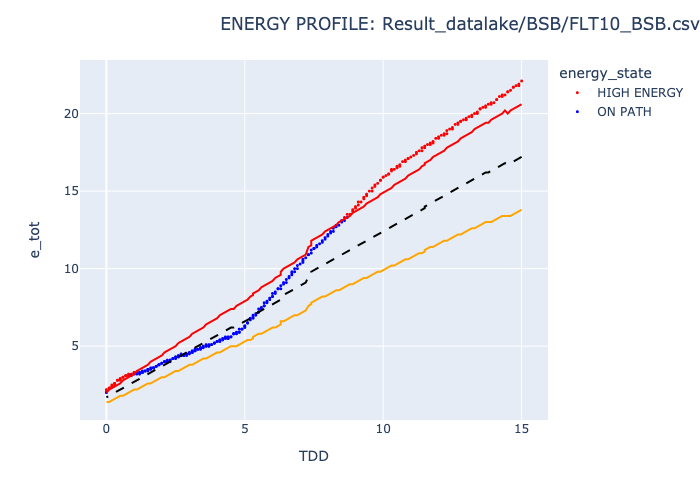 ENERGY PROFILE: Result_datalake/BSB/FLT10_BSB.csv
energy_state
HIGH ENERGY
ON PATH
e_tot
20
15
10
5
0
5
10
15
TDD